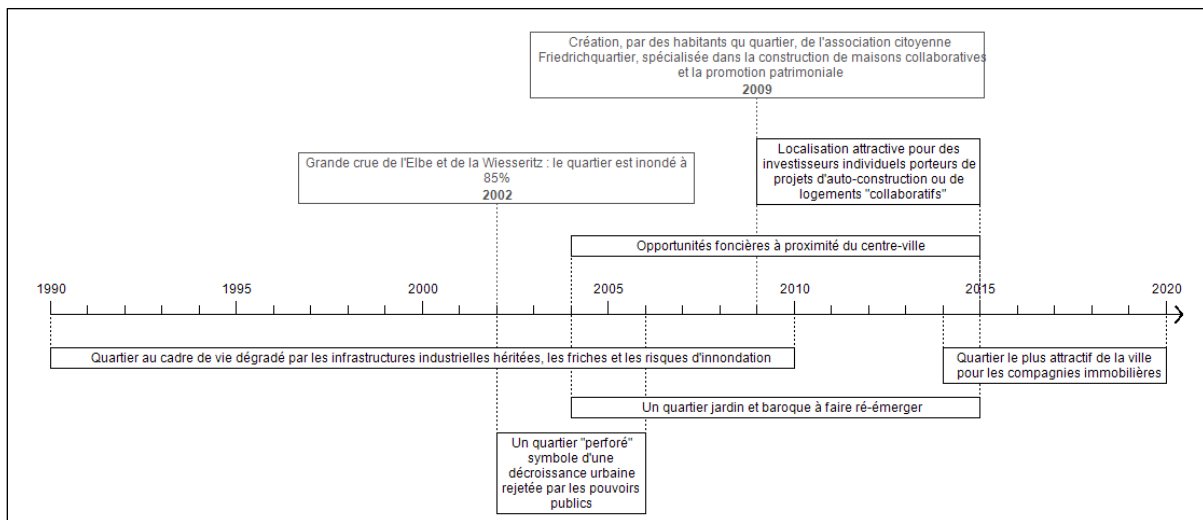 Création, par des habitants qu quartier, de l'association citoyenne
Friedrichquartier, spécialisée dans la construction de maisons collaboratives
et la promotion patrimoniale
2009
Localisation attractive pour des
investisseurs individuels porteurs de
projets d'auto-construction ou de
logements "collaboratifs"
Grande crue de l'Elbe et de la Wiesseritz : le quartier est inondé à
85%
2002
Opportunités foncières à proximité du centre-ville
1990 1995 2000 2005 2010 2015 2020
Quartier au cadre de vie dégradé par les infrastructures industrielles héritées, les friches et les risques d'innondation
Quartier le plus attractif de la ville
pour les compagnies immobilières
Un quartier jardin et baroque à faire ré-émerger
Un quartier "perforé"
symbole d'une
décroissance urbaine
rejetée par les pouvoirs
publics